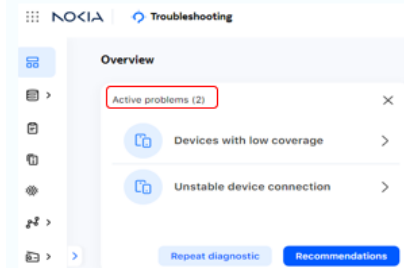 NOKIA Troubleshooting
Overview
Active problems (2)
Devices with low coverage
Unstable device connection
Repeat diagnostic Recommendations